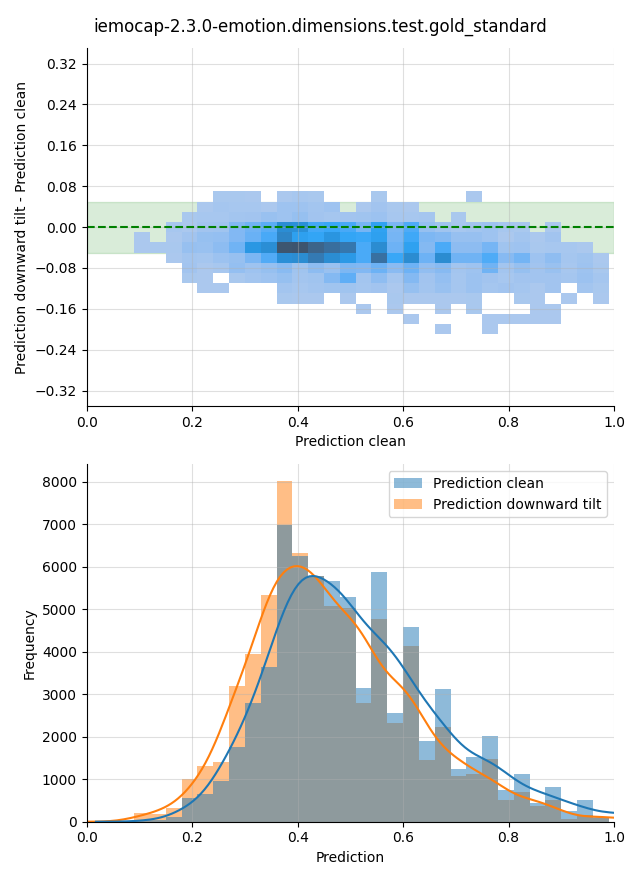 iemocap-2.3.0-emotion.dimensions.test.gold_standard
Prediction downward tilt - Prediction clean
0.32
0.24
0.16
0.08
0.00
−0.08
−0.16
−0.24
−0.32
0.0 0.2 0.4 0.6 0.8 1.0
Prediction clean
Frequency
8000
7000
6000
5000
4000
3000
2000
1000
0
Prediction clean
Prediction downward tilt
0.0 0.2 0.4 0.6 0.8 1.0
Prediction